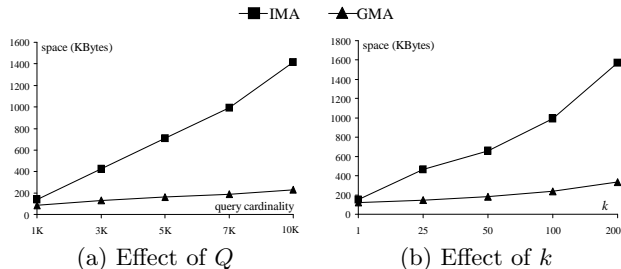 IMA GMA
space (KBytes)
1600
1400
1200
1000
800
600
400
200
0
1K 3K 5K 7K 10K
query cardinality
(a) Effect of Q
space (KBytes)
1800
1600
1400
1200
1000
800
600
400
200
0
1 25 50 100 200
k
(b) Effect of k